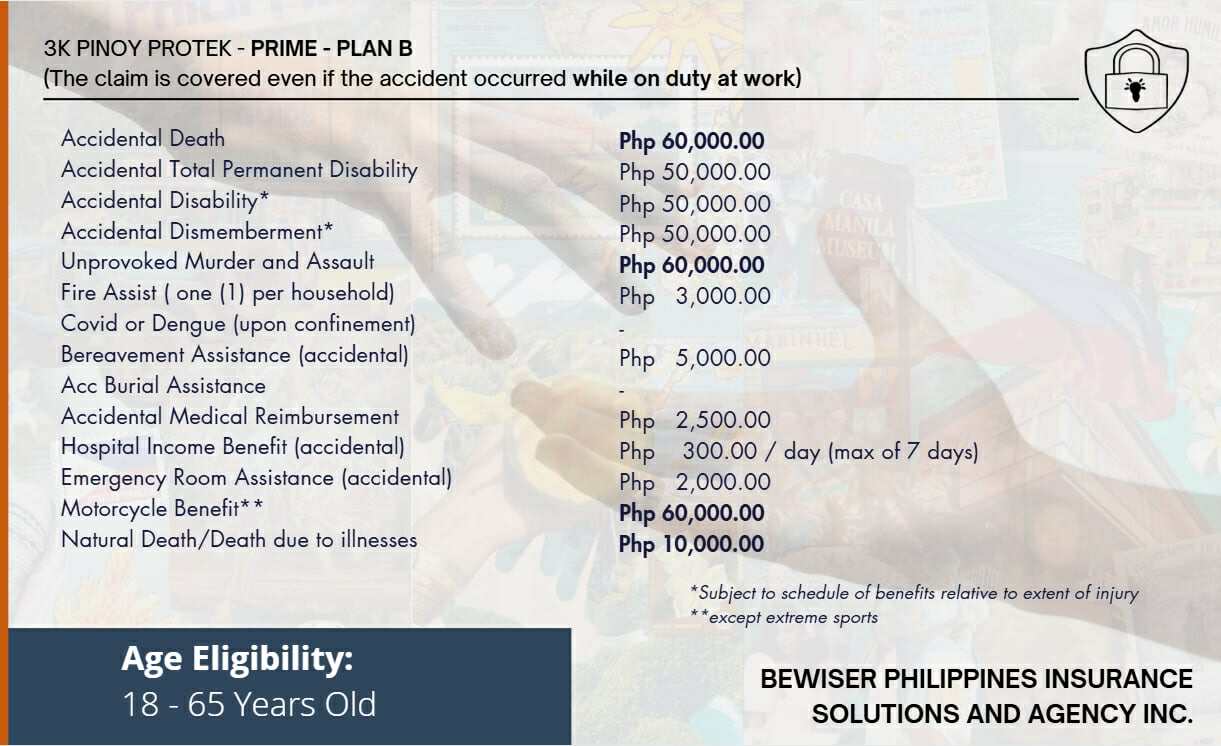 3K PINOY PROTEK - PRIME - PLAN B
(The claim is covered even if the accident occurred while on duty at work)
Accidental Death Php 60,000.00
Accidental Total Permanent Disability Php 50,000.00
Accidental Disability* Php 50,000.00
Accidental Dismemberment* Php 50,000.00
Unprovoked Murder and Assault Php 60,000.00
Fire Assist ( one (1) per household) Php 3,000.00
Covid or Dengue (upon confinement) -
Bereavement Assistance (accidental) Php 5,000.00
Acc Burial Assistance -
Accidental Medical Reimbursement Php 2,500.00
Hospital Income Benefit (accidental) Php 300.00 / day (max of 7 days)
Emergency Room Assistance (accidental) Php 2,000.00
Motorcycle Benefit** Php 60,000.00
Natural Death/Death due to illnesses Php 10,000.00
*Subject to schedule of benefits relative to extent of injury
**except extreme sports
Age Eligibility:
18 - 65 Years Old
BEWISER PHILIPPINES INSURANCE
SOLUTIONS AND AGENCY INC.
CASA
MANILA
MUSEUM